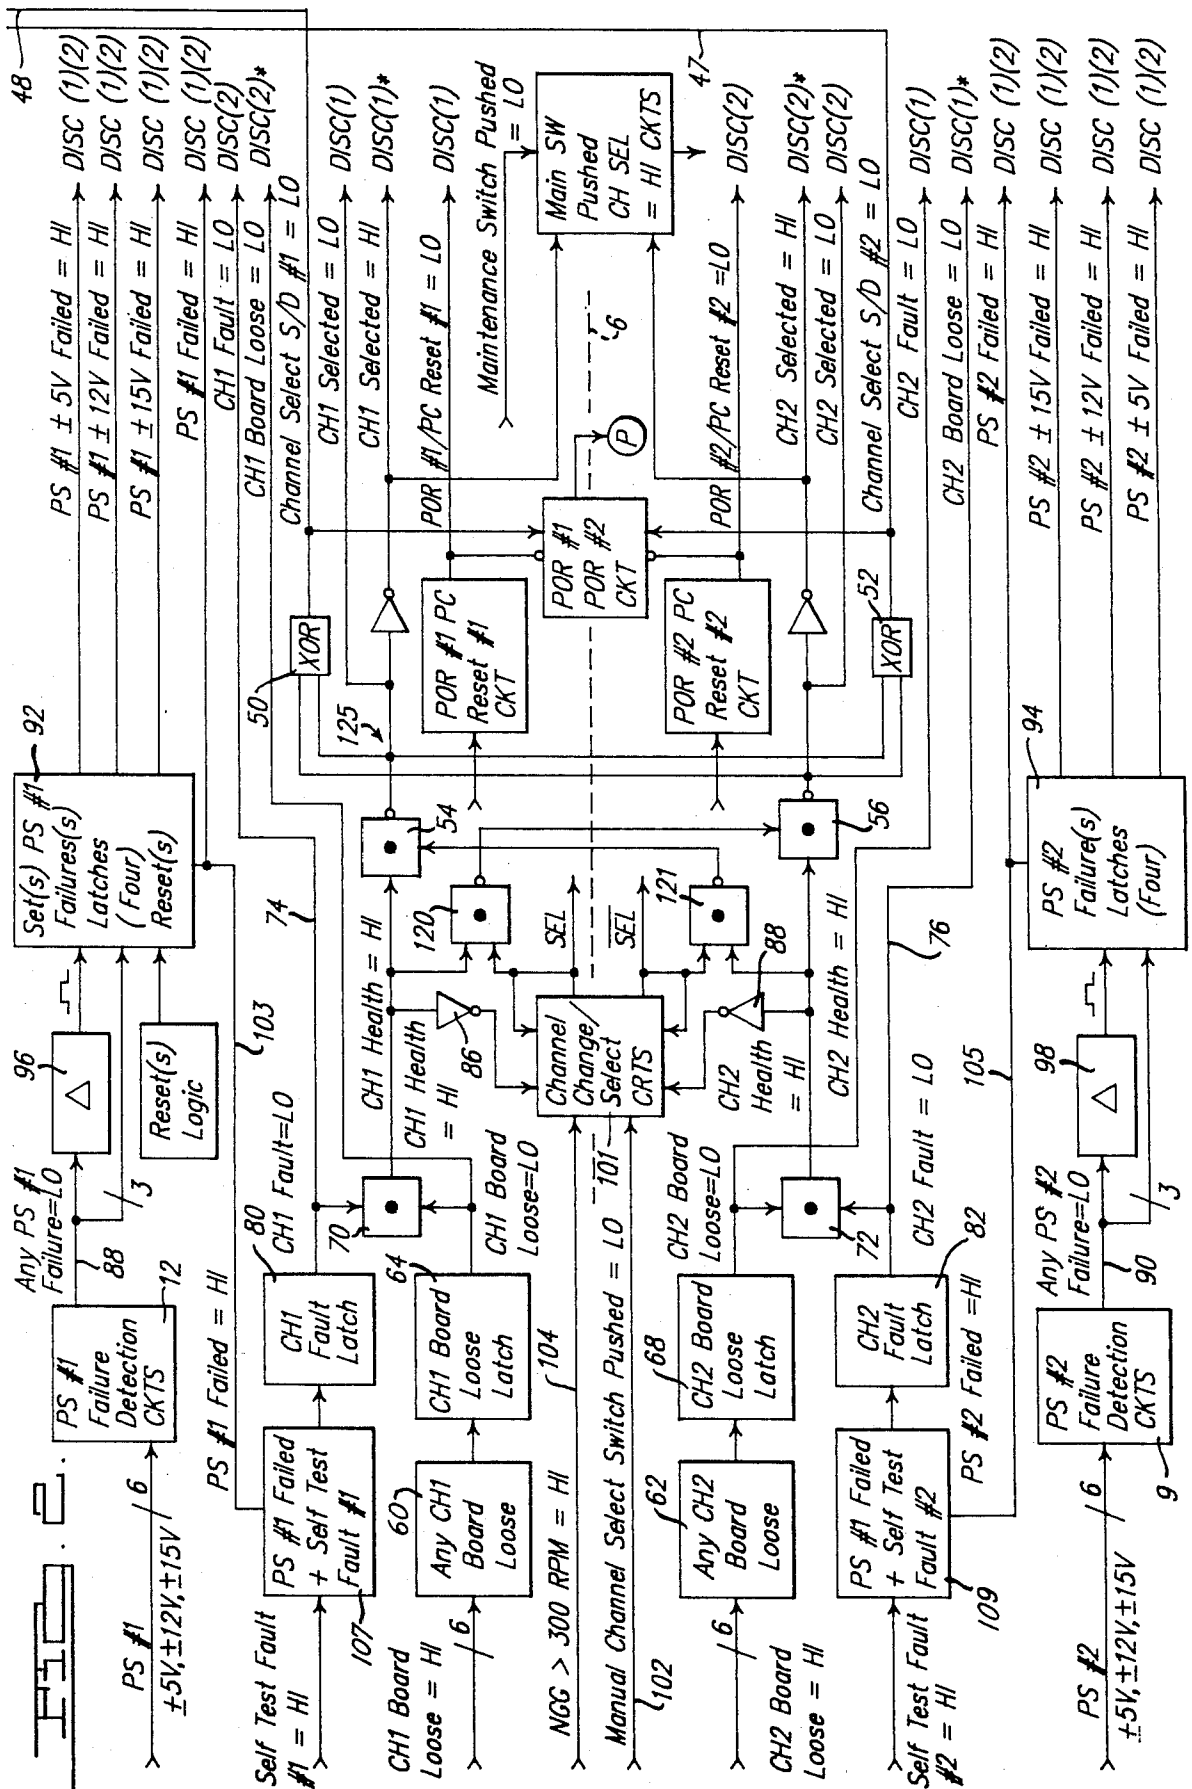 FIG. 2.
PS #1
±5V,±12V,±15V
6
PS #1
Failure
Detection
CKTS
12
Any PS #1
Failure=LO
88
3
96
△
Reset(s)
Logic
Set(s) PS #1
Failures(s)
Latches
(Four)
Reset(s)
92
103
PS #1 ± 5V Failed = HI
DISC (1)(2)
PS #1 ± 12V Failed = HI
DISC (1)(2)
PS #1 ± 15V Failed = HI
DISC (1)(2)
PS #1 Failed = HI
DISC (1)(2)
CH1 Fault = LO
DISC(2)
CH1 Board Loose = LO
DISC(2)*
Channel Select S/D #1 = LO
48
PS #1 Failed = HI
Self Test Fault
#1 = HI
PS #1 Failed
+ Self Test
Fault #1
107
CH1
Fault
Latch
80
CH1 Fault=LO
74
CH1 Board
Loose = HI
6
Any CH1
Board
Loose
60
CH1 Board
Loose
Latch
64
CH1 Board
Loose=LO
70
CH1 Health = HI
CH1 Health
= HI
86
120
54
125
50
XOR
CH1 Selected = LO
DISC(1)
CH1 Selected = HI
DISC(1)*
POR #1 PC
Reset #1
CKT
POR #1/PC Reset #1 = LO
DISC(1)
Maintenance Switch Pushed
= LO
Main SW
Pushed
CH SEL
= HI CKTS
47
NGG > 300 RPM = HI
104
Manual Channel Select Switch Pushed = LO
102
101
Channel
Change/
Select
CRTS
SEL
S̅E̅L̅
POR #1
POR #2
CKT
P
6
121
88
CH2
Health
= HI
POR #2 PC
Reset #2
CKT
POR #2/PC Reset #2 =LO
DISC(2)
CH2 Selected = HI
DISC(2)*
CH2 Selected = LO
DISC(2)
Channel Select S/D #2 = LO
XOR
52
56
CH2 Health = HI
72
CH2 Board
Loose=LO
CH2 Board
Loose
Latch
68
Any CH2
Board
Loose
62
6
CH2 Board
Loose = HI
CH2 Fault = LO
DISC(1)
CH2 Board Loose = LO
DISC(1)*
PS #2 Failed = HI
DISC (1)(2)
76
CH2 Fault = LO
CH2
Fault
Latch
82
PS #1 Failed
+ Self Test
Fault #2
109
Self Test Fault
#2 = HI
PS #2 Failed =HI
105
PS #2
±5V,±12V,±15V
6
PS #2
Failure
Detection
CKTS
9
Any PS #2
Failure=LO
90
3
98
△
PS #2
Failure(s)
Latches
(Four)
94
PS #2 ± 15V Failed = HI
DISC (1)(2)
PS #2 ± 12V Failed = HI
DISC (1)(2)
PS #2 ± 5V Failed = HI
DISC (1)(2)